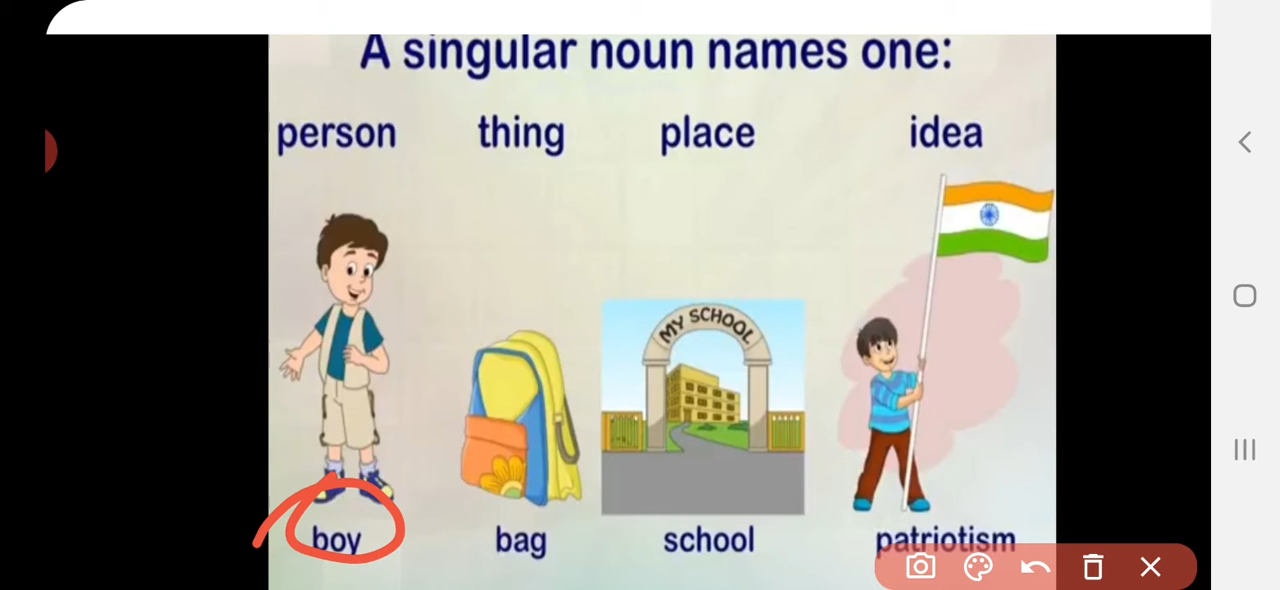 A singular noun names one:
person thing place idea
MY SCHOOL
boy bag school patriotism